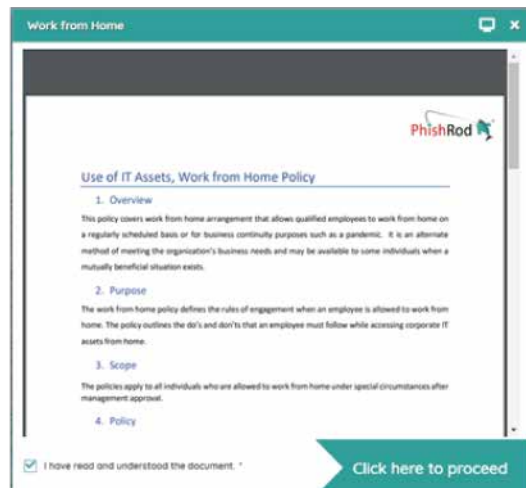 Work from Home
PhishRod
Use of IT Assets, Work from Home Policy
1. Overview
This policy covers work from home arrangement that allows qualified employees to work from home on
a regularly scheduled basis or for business continuity purposes such as a pandemic. It is an alternate
method of meeting the organization's business needs and may be available to some individuals when a
mutually beneficial situation exists.
2. Purpose
The work from home policy defines the rules of engagement when an employee is allowed to work from
home. The policy outlines the do's and don'ts that an employee must follow while accessing corporate IT
assets from home.
3. Scope
The policies apply to all individuals who are allowed to work from home under special circumstances after
management approval.
4. Policy
I have read and understood the document. *
Click here to proceed